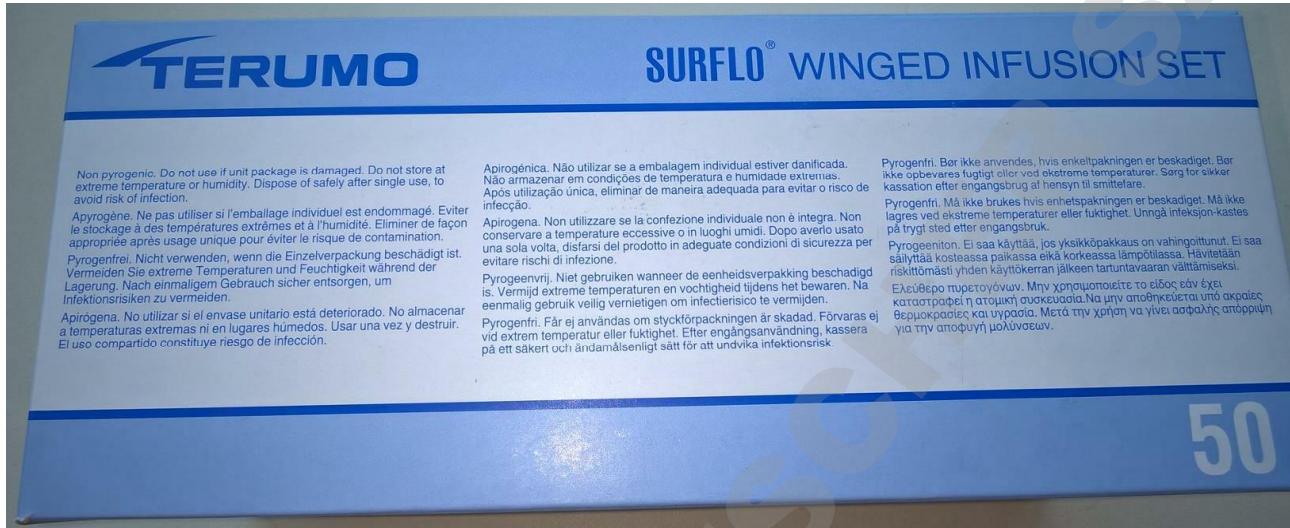 TERUMO
SURFLO® WINGED INFUSION SET
Non pyrogenic. Do not use if unit package is damaged. Do not store at
extreme temperature or humidity. Dispose of safely after single use, to
avoid risk of infection.
Apyrogène. Ne pas utiliser si l'emballage individuel est endommagé. Eviter
le stockage à des températures extrêmes et à l'humidité. Eliminer de façon
appropriée après usage unique pour éviter le risque de contamination.
Pyrogenfrei. Nicht verwenden, wenn die Einzelverpackung beschädigt ist.
Vermeiden Sie extreme Temperaturen und Feuchtigkeit während der
Lagerung. Nach einmaligem Gebrauch sicher entsorgen, um
Infektionsrisiken zu vermeiden.
Apirógena. No utilizar si el envase unitario está deteriorado. No almacenar
a temperaturas extremas ni en lugares húmedos. Usar una vez y destruir.
El uso compartido constituye riesgo de infección.
Apirogénica. Não utilizar se a embalagem individual estiver danificada.
Não armazenar em condições de temperatura e humidade extremas.
Após utilização única, eliminar de maneira adequada para evitar o risco de
infecção.
Apirogena. Non utilizzare se la confezione individuale non è integra. Non
conservare a temperature eccessive o in luoghi umidi. Dopo averlo usato
una sola volta, disfarsi del prodotto in adeguate condizioni di sicurezza per
evitare rischi di infezione.
Pyrogeenvrij. Niet gebruiken wanneer de eenheidsverpakking beschadigd
is. Vermijd extreme temperaturen en vochtigheid tijdens het bewaren. Na
eenmalig gebruik veilig vernietigen om infectierisico te vermijden.
Pyrogenfri. Får ej användas om styckförpackningen är skadad. Förvaras ej
vid extrem temperatur eller fuktighet. Efter engångsanvändning, kassera
på ett säkert och ändamålsenligt sätt för att undvika infektionsrisk.
Pyrogenfri. Bør ikke anvendes, hvis enkeltpakningen er beskadiget. Bør
ikke opbevares fugtigt eller ved ekstreme temperaturer. Sørg for sikker
kassation efter engangsbrug af hensyn til smittefare.
Pyrogenfri. Må ikke brukes hvis enhetspakningen er beskadiget. Må ikke
lagres ved ekstreme temperaturer eller fuktighet. Unngå infeksjon-kastes
på trygt sted etter engangsbruk.
Pyrogeeniton. Ei saa käyttää, jos yksikköpakkaus on vahingoittunut. Ei saa
säilyttää kosteassa paikassa eikä korkeassa lämpötilassa. Hävitetään
riskittömästi yhden käyttökerran jälkeen tartuntavaaran välttämiseksi.
Ελεύθερο πυρετογόνων. Μην χρησιμοποιείτε το είδος εάν έχει
καταστραφεί η ατομική συσκευασία.Να μην αποθηκεύεται υπό ακραίες
θερμοκρασίες και υγρασία. Μετά την χρήση να γίνει ασφαλής απόρριψη
για την αποφυγή μολύνσεων.
50